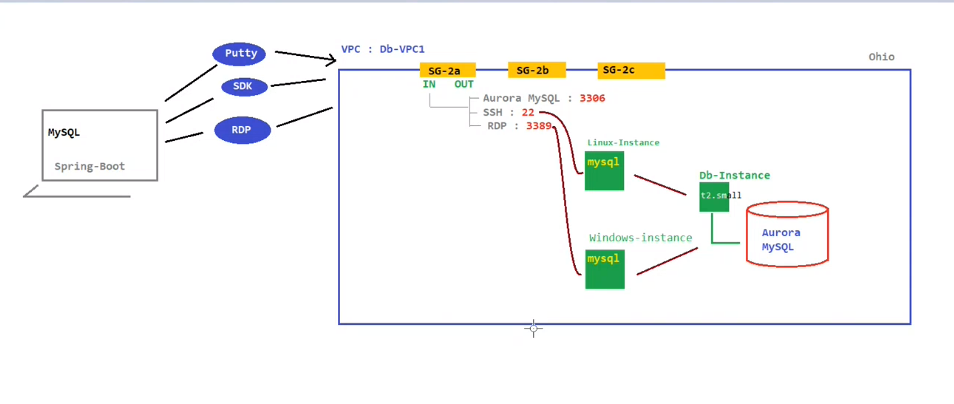 VPC : Db-VPC1
Ohio
Putty
SDK
RDP
MySQL
Spring-Boot
SG-2a
SG-2b
SG-2c
IN OUT
Aurora MySQL : 3306
SSH : 22
RDP : 3389
Linux-Instance
mysql
Db-Instance
t2.small
Aurora
MySQL
Windows-instance
mysql